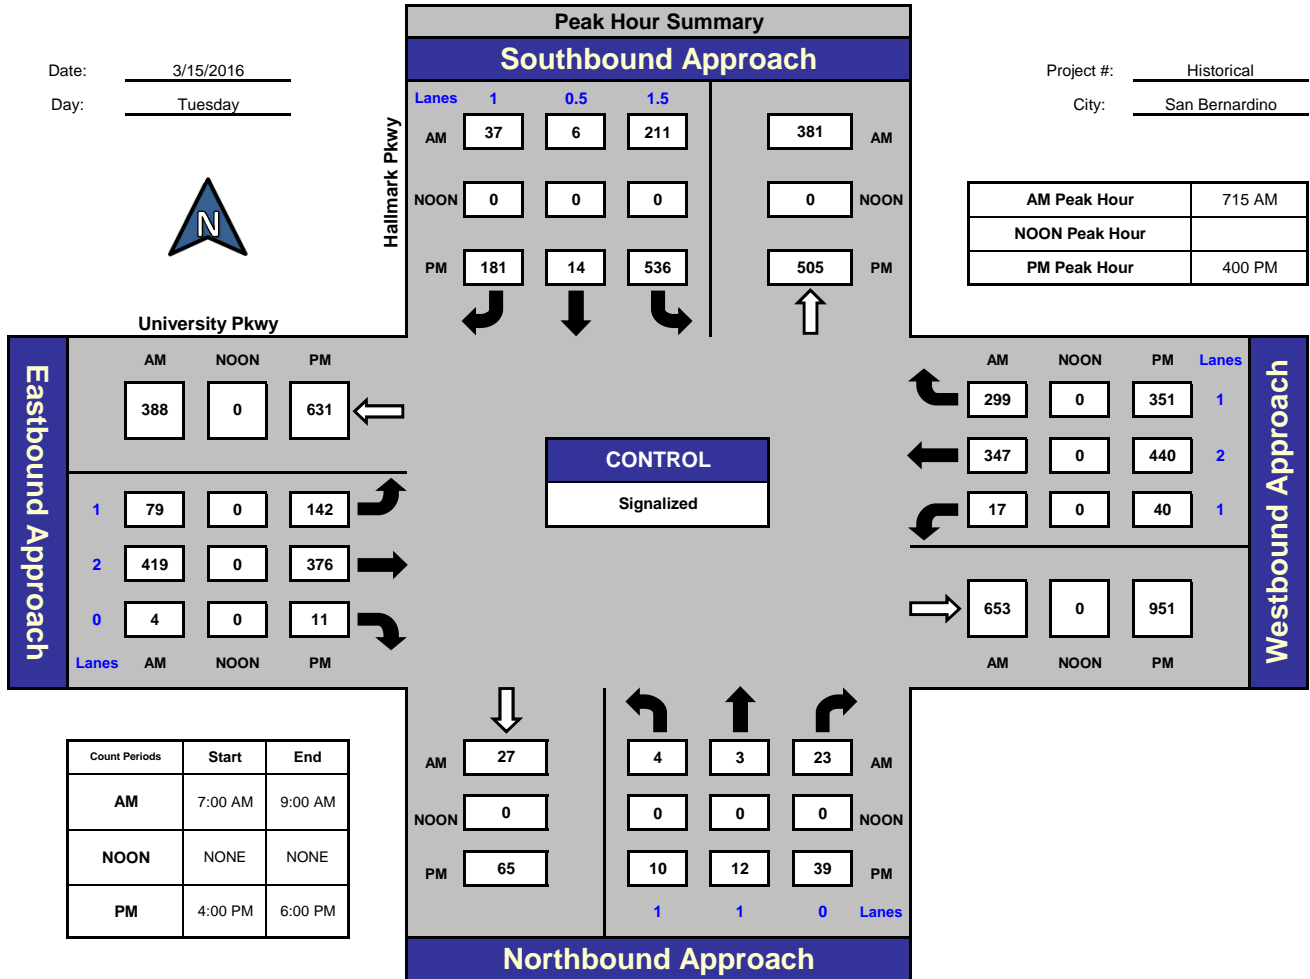 Peak Hour Summary
Southbound Approach
Date: 3/15/2016
Day: Tuesday
Project #: Historical
City: San Bernardino
Hallmark Pkwy
N
Lanes 1 0.5 1.5
AM 37 6 211 381 AM
NOON 0 0 0 0 NOON
PM 181 14 536 505 PM
AM Peak Hour 715 AM
NOON Peak Hour
PM Peak Hour 400 PM
University Pkwy
Eastbound Approach
AM NOON PM
388 0 631
1 79 0 142
2 419 0 376
0 4 0 11
Lanes AM NOON PM
CONTROL
Signalized
AM NOON PM Lanes
299 0 351 1
347 0 440 2
17 0 40 1
653 0 951
AM NOON PM
Westbound Approach
Count Periods Start End
AM 7:00 AM 9:00 AM
NOON NONE NONE
PM 4:00 PM 6:00 PM
AM 27 4 3 23 AM
NOON 0 0 0 0 NOON
PM 65 10 12 39 PM
1 1 0 Lanes
Northbound Approach